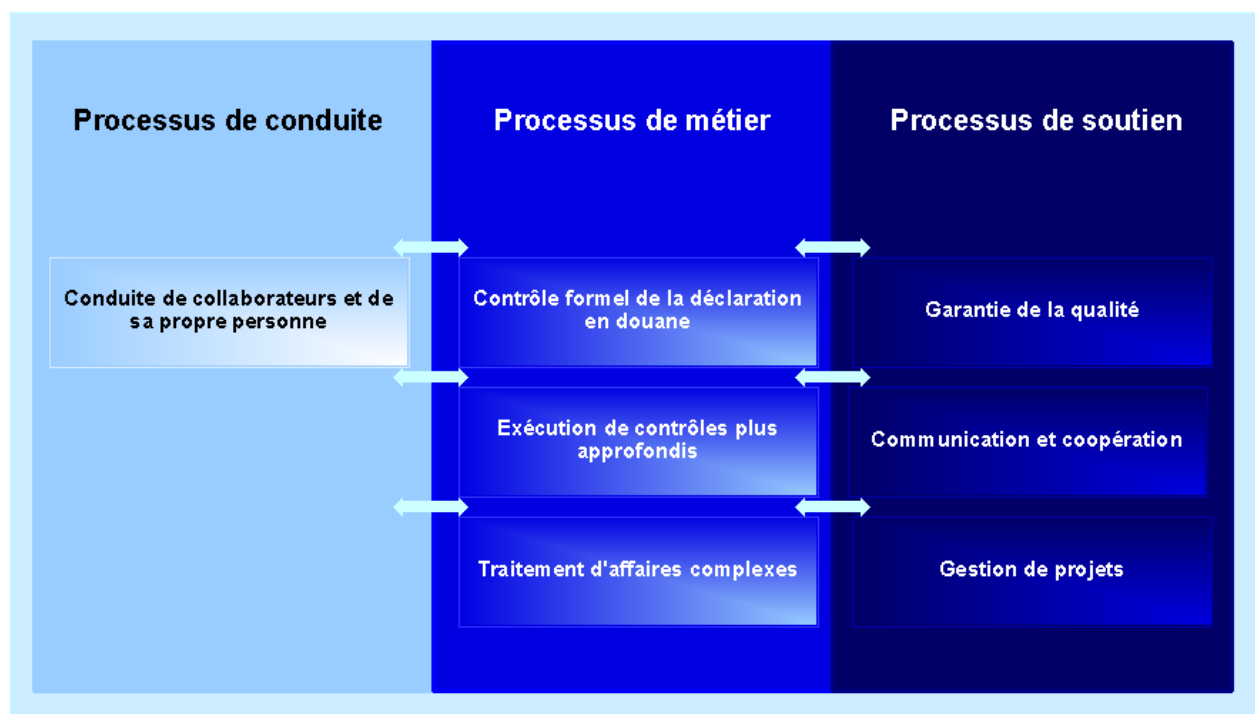 Processus de conduite
Processus de métier
Processus de soutien
Conduite de collaborateurs et de
sa propre personne
Contrôle formel de la déclaration
en douane
Garantie de la qualité
Exécution de contrôles plus
approfondis
Communication et coopération
Traitement d'affaires complexes
Gestion de projets